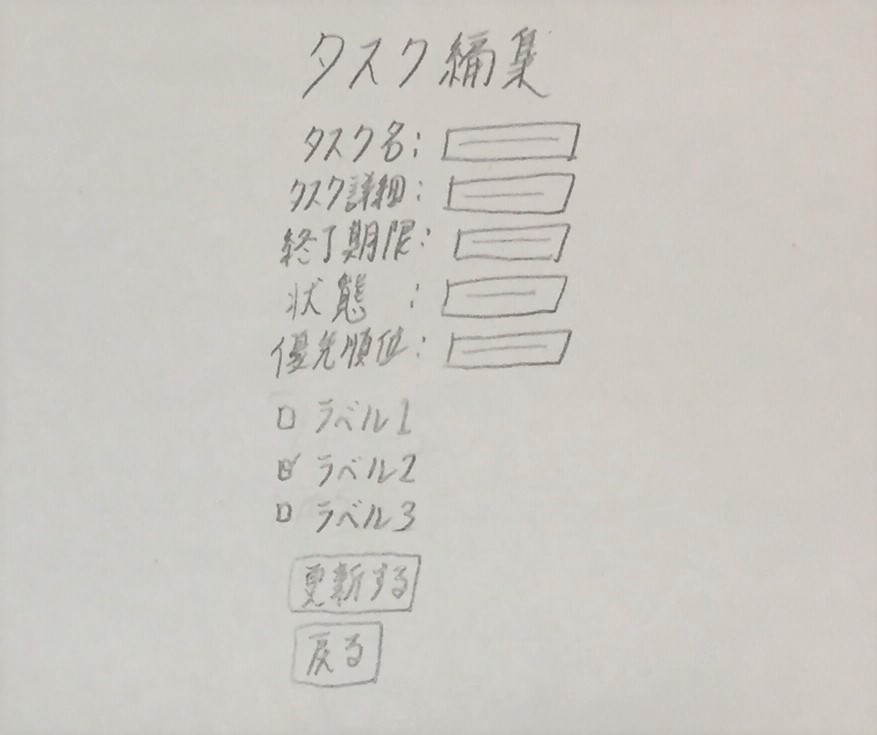 タスク編集
タスク名:
タスク詳細:
終了期限:
状態 :
優先順位:
ラベル1
ラベル2
ラベル3
更新する
戻る